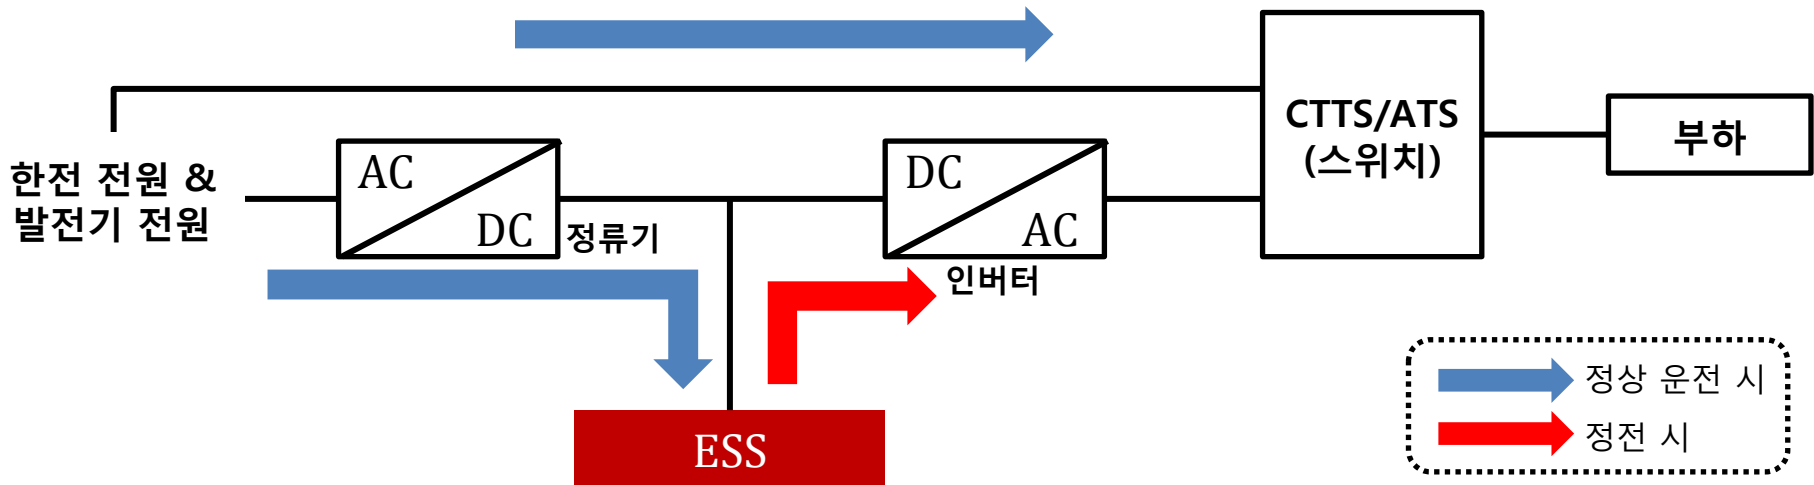 한전 전원 &
발전기 전원
AC
DC
정류기
ESS
DC
AC
인버터
CTTS/ATS
(스위치)
부하
정상 운전 시
정전 시